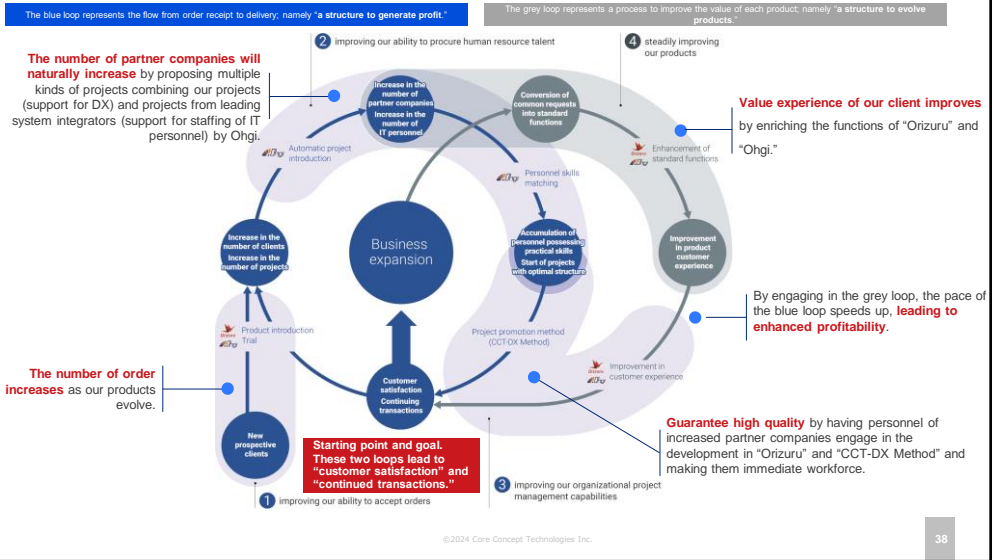 The blue loop represents the flow from order receipt to delivery; namely “a structure to generate profit.”
The grey loop represents a process to improve the value of each product; namely “a structure to evolve
products.”
2 improving our ability to procure human resource talent
4 steadily improving
our products
The number of partner companies will
naturally increase by proposing multiple
kinds of projects combining our projects
(support for DX) and projects from leading
system integrators (support for staffing of IT
personnel) by Ohgi.
Increase in the
number of
partner companies
Increase in the
number of
IT personnel
Conversion of
common requests
into standard
functions
Value experience of our client improves
by enriching the functions of “Orizuru” and
“Ohgi.”
Automatic project
introduction
Enhancement of
standard functions
Personnel skills
matching
Increase in the
number of clients
Increase in the
number of projects
Business
expansion
Accumulation of
personnel possessing
practical skills
Start of projects
with optimal structure
Improvement
in product
customer
experience
By engaging in the grey loop, the pace of
the blue loop speeds up, leading to
enhanced profitability.
Product introduction
Trial
Project promotion method
(CCT-DX Method)
Improvement in
customer experience
The number of order
increases as our products
evolve.
Customer
satisfaction
Continuing
transactions
New
prospective
clients
Starting point and goal.
These two loops lead to
“customer satisfaction” and
“continued transactions.”
Guarantee high quality by having personnel of
increased partner companies engage in the
development in “Orizuru” and “CCT-DX Method” and
making them immediate workforce.
1 improving our ability to accept orders
3 improving our organizational project
management capabilities
©2024 Core Concept Technologies Inc.
38